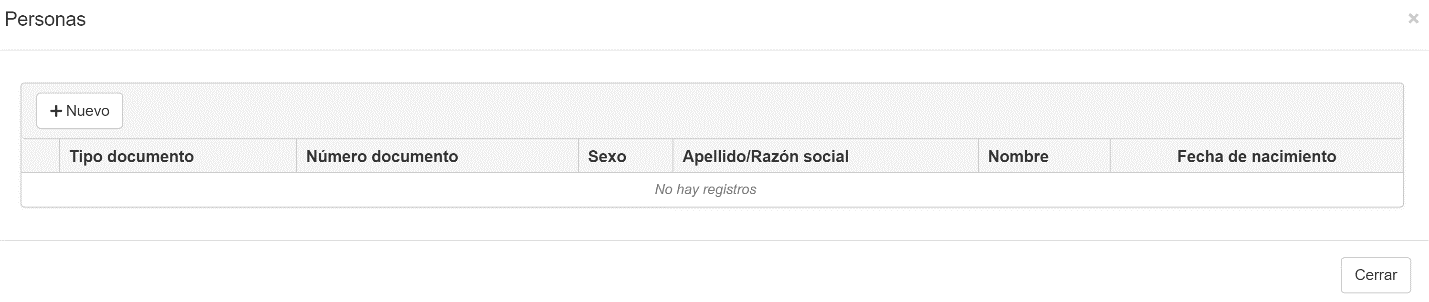 Personas ×
+ Nuevo
Tipo documento Número documento Sexo Apellido/Razón social Nombre Fecha de nacimiento
No hay registros
Cerrar